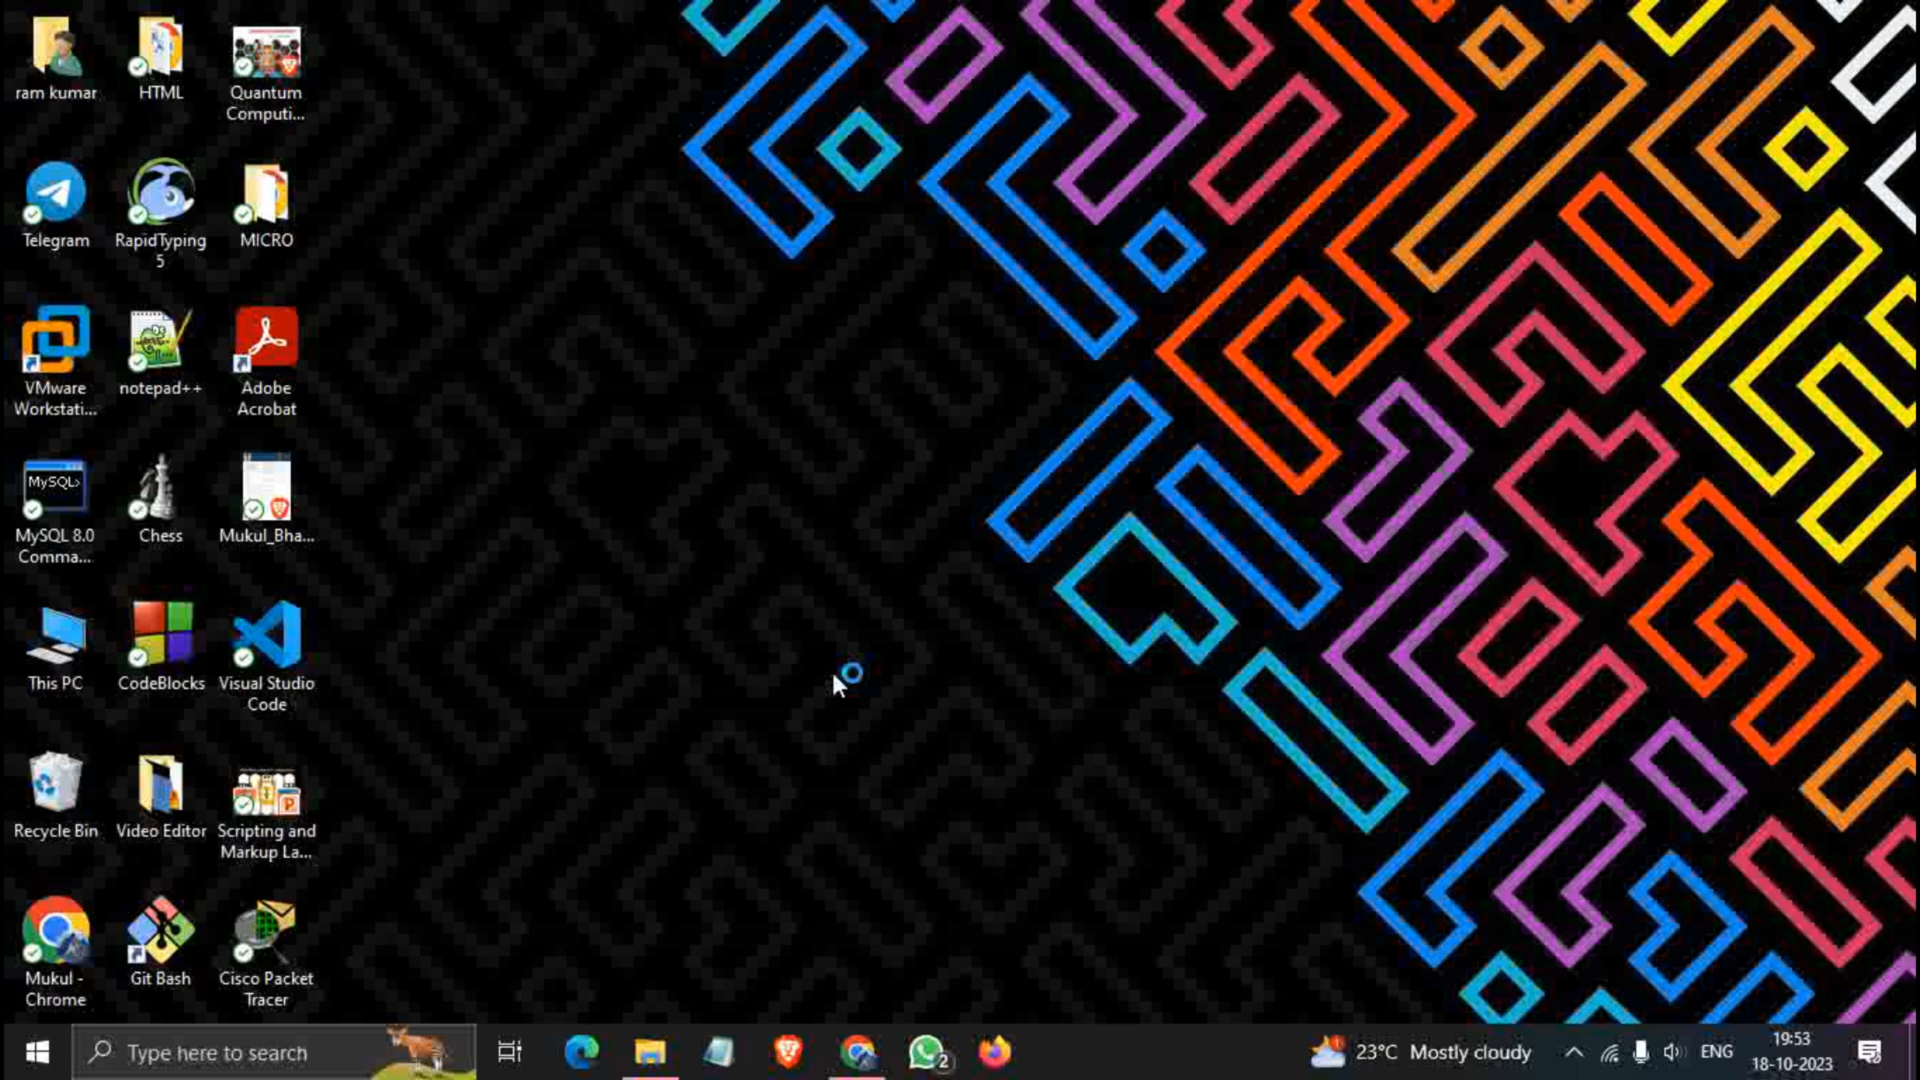 ram kumar
HTML
Quantum
Computi...
Telegram
RapidTyping
5
MICRO
VMware
Workstati...
notepad++
Adobe
Acrobat
MySQL>
MySQL 8.0
Comma...
Chess
Mukul_Bha...
This PC
CodeBlocks
Visual Studio
Code
Recycle Bin
Video Editor
Scripting and
Markup La...
Mukul -
Chrome
Git Bash
Cisco Packet
Tracer
Type here to search
2
23°C Mostly cloudy
ENG
19:53
18-10-2023